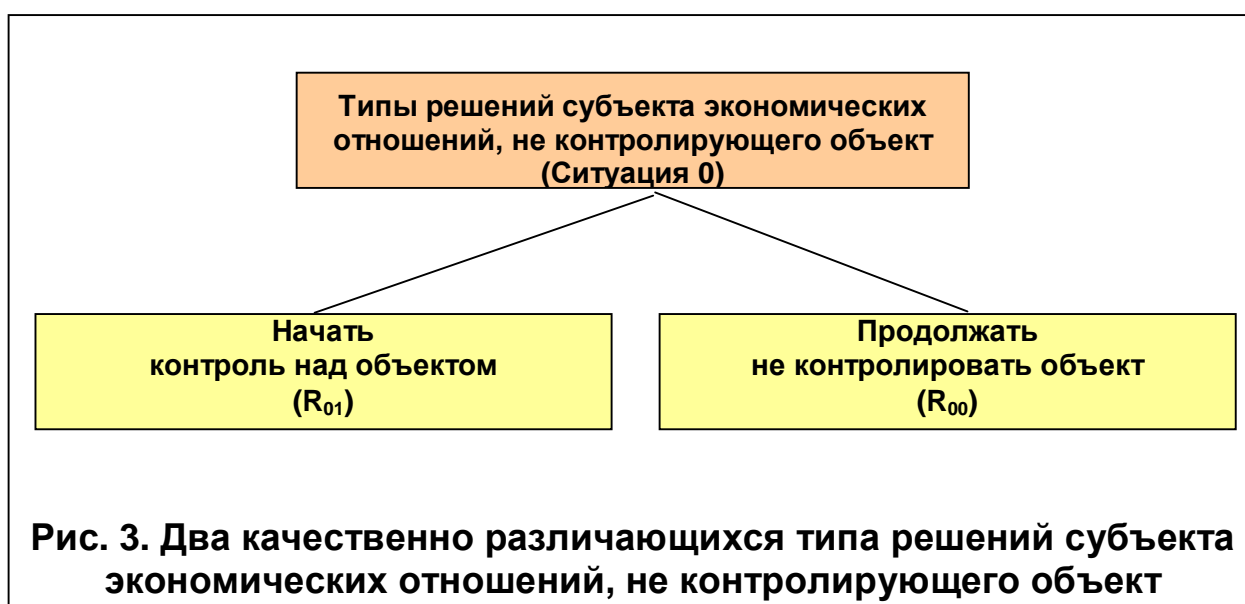 Типы решений субъекта экономических
отношений, не контролирующего объект
(Ситуация 0)
Начать
контроль над объектом
(R₀₁)
Продолжать
не контролировать объект
(R₀₀)
Рис. 3. Два качественно различающихся типа решений субъекта
экономических отношений, не контролирующего объект